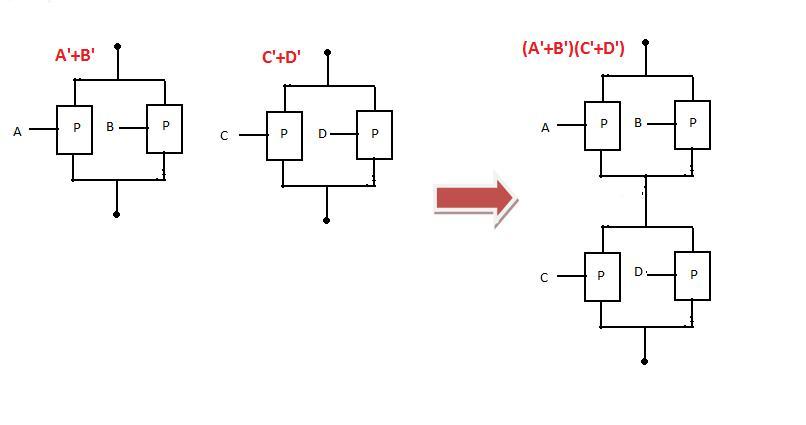 A'+B'
A P B P
C'+D'
C P D P
(A'+B')(C'+D')
A P B P
C P D P